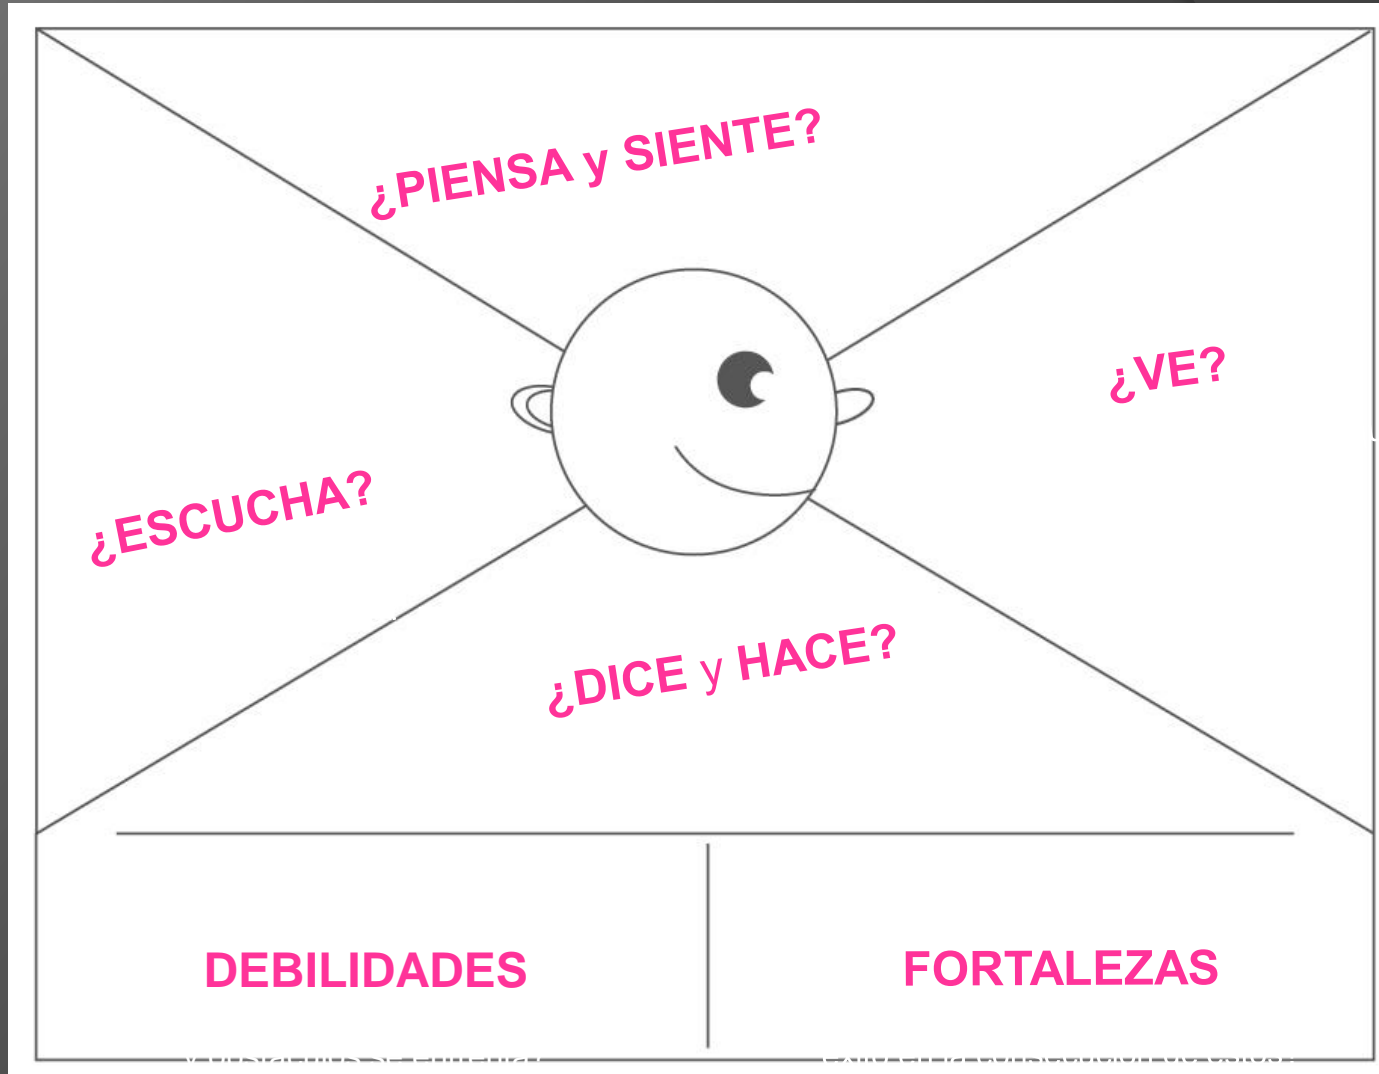 ¿PIENSA y SIENTE?
¿VE?
¿ESCUCHA?
¿DICE y HACE?
DEBILIDADES
FORTALEZAS